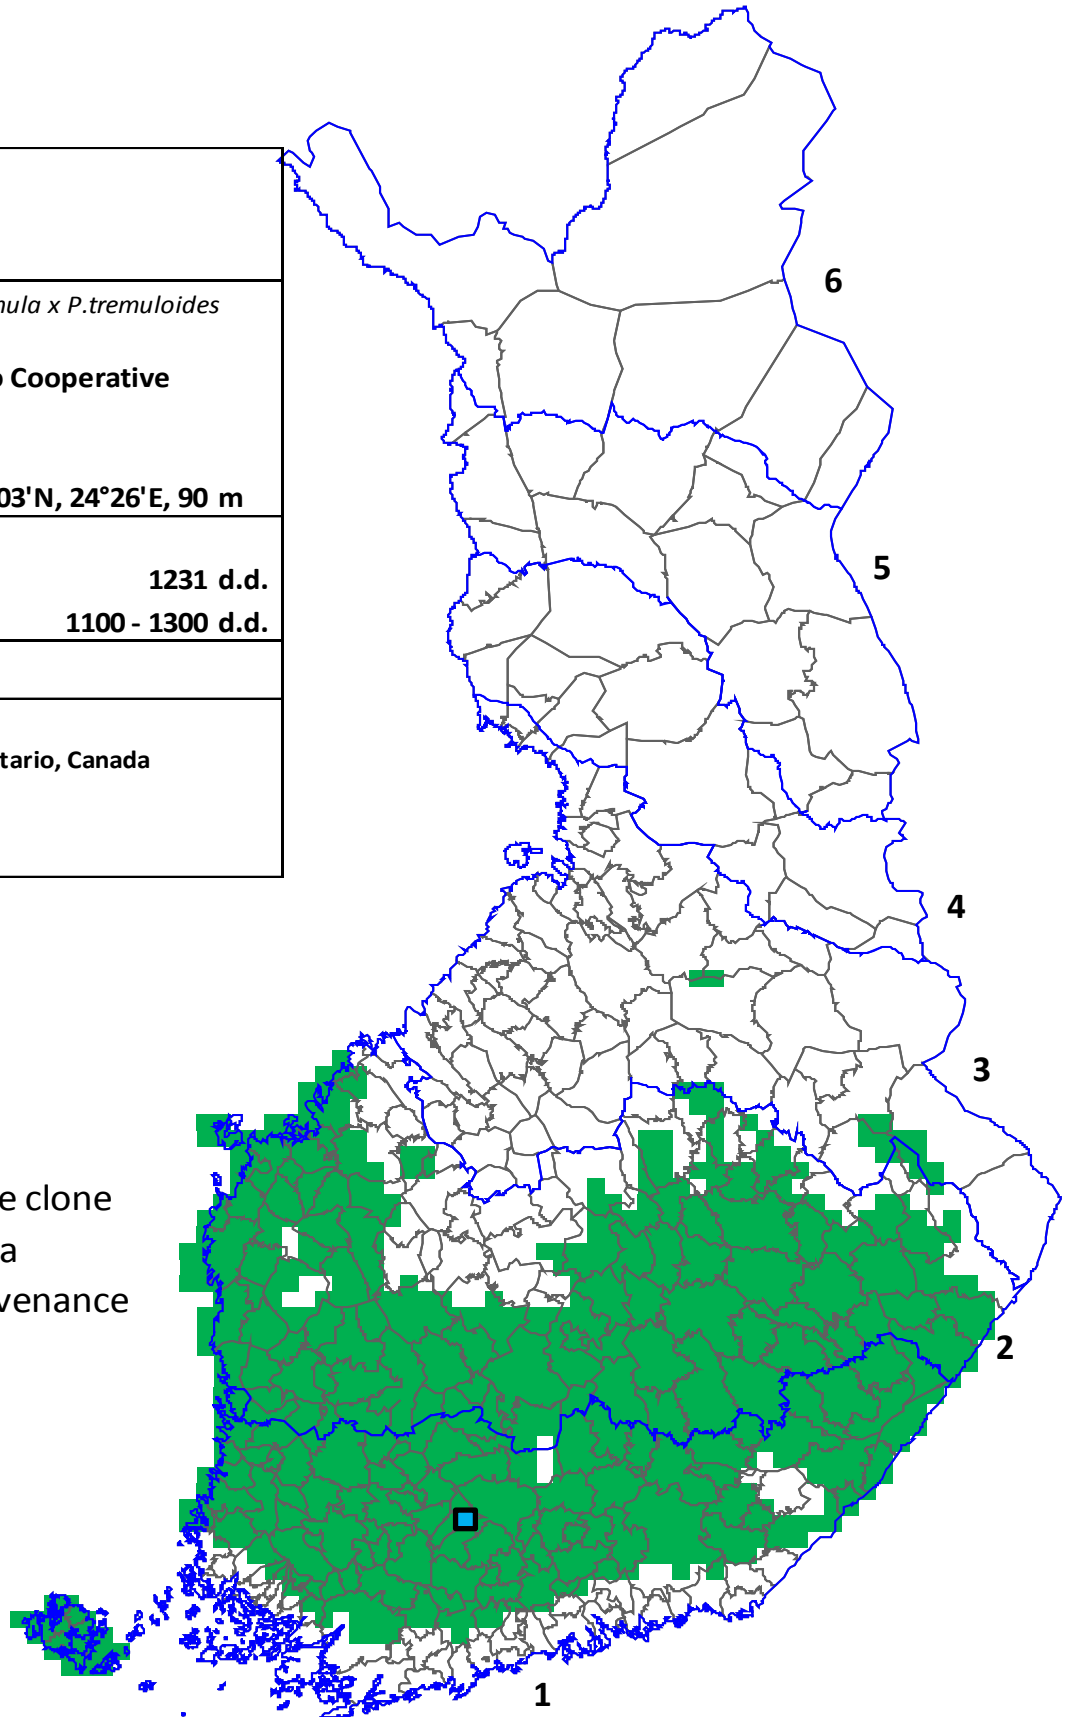 nula x P.tremuloides
o Cooperative
03'N, 24°26'E, 90 m
1231 d.d.
1100 - 1300 d.d.
tario, Canada
6
5
4
3
e clone
a
venance
2
1